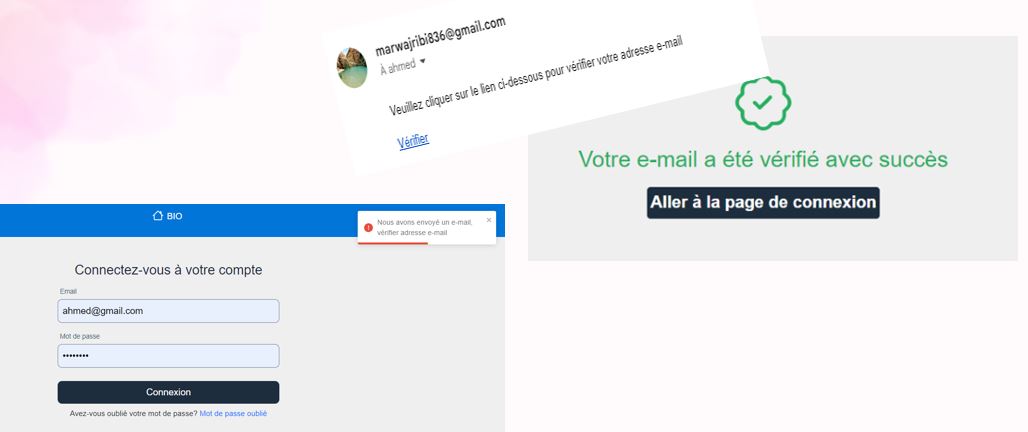 marwajribi836@gmail.com
À ahmed
Veuillez cliquer sur le lien ci-dessous pour vérifier votre adresse e-mail
Vérifier
Votre e-mail a été vérifié avec succès
Aller à la page de connexion
BIO
Nous avons envoyé un e-mail,
vérifier adresse e-mail
Connectez-vous à votre compte
Email
ahmed@gmail.com
Mot de passe
••••••••
Connexion
Avez-vous oublié votre mot de passe? Mot de passe oublié